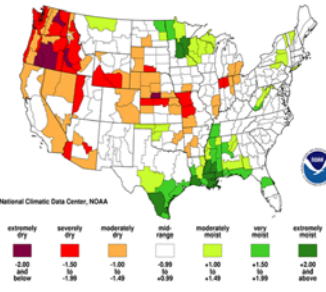 NOAA
National Climatic Data Center, NOAA
extremely dry
severely dry
moderately dry
mid-range
moderately moist
very moist
extremely moist
-2.00 and below
-1.50 to -1.99
-1.00 to -1.49
-0.99 to +0.99
+1.00 to +1.49
+1.50 to +1.99
+2.00 and above